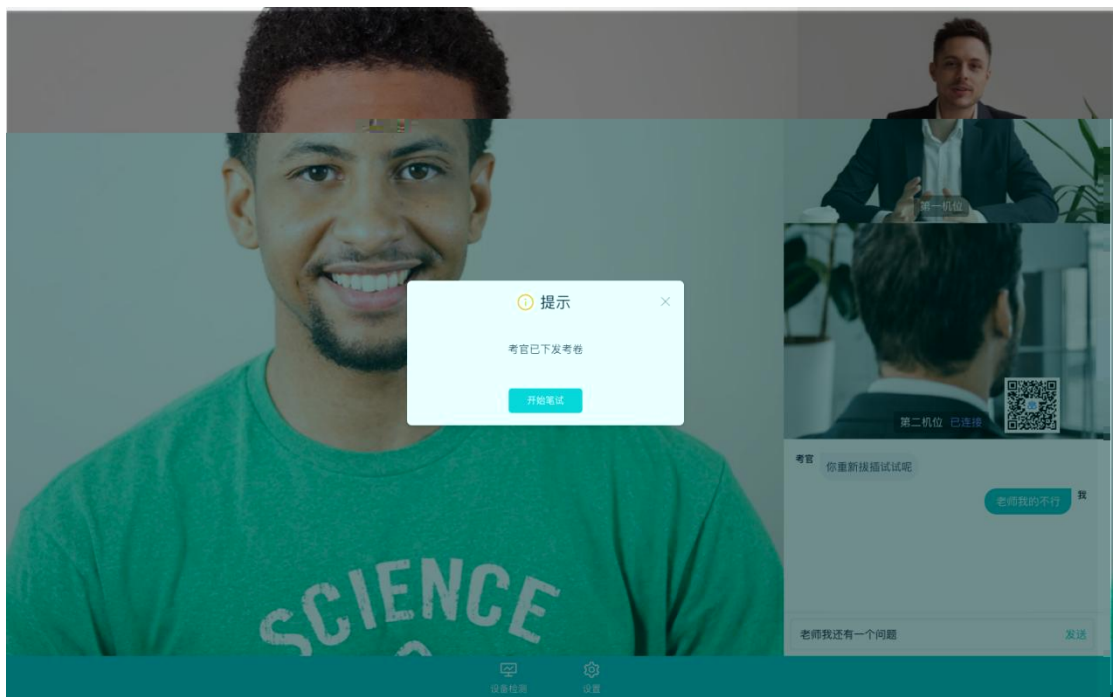 第一机位
提示
考官已下发考卷
开始笔试
第二机位 已连接
考官
你重新拔插试试呢
我
老师我的不行
老师我还有一个问题
发送
SCIENCE
设备检测
设置